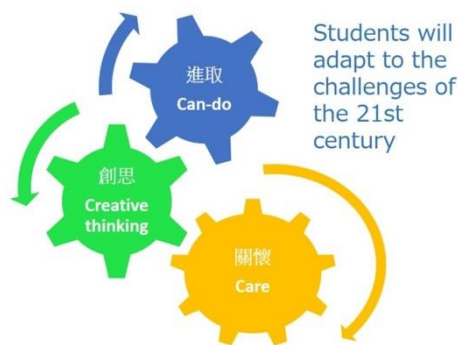 進取
Can-do
Students will
adapt to the
challenges of
the 21st
century
創思
Creative
thinking
關懷
Care